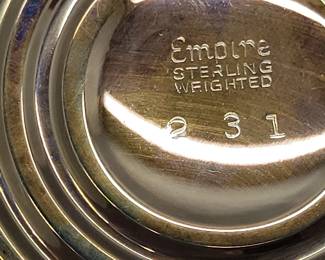 Empire
STERLING
WEIGHTED
231